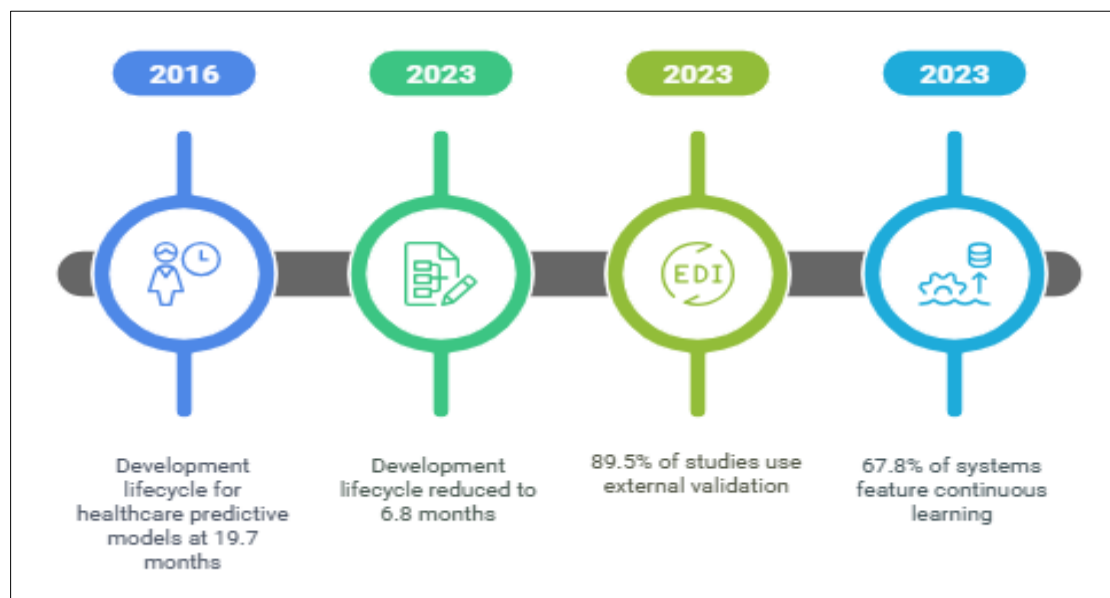 2016
2023
2023
2023
EDI
Development
lifecycle for
healthcare predictive
models at 19.7
months
Development
lifecycle reduced to
6.8 months
89.5% of studies use
external validation
67.8% of systems
feature continuous
learning